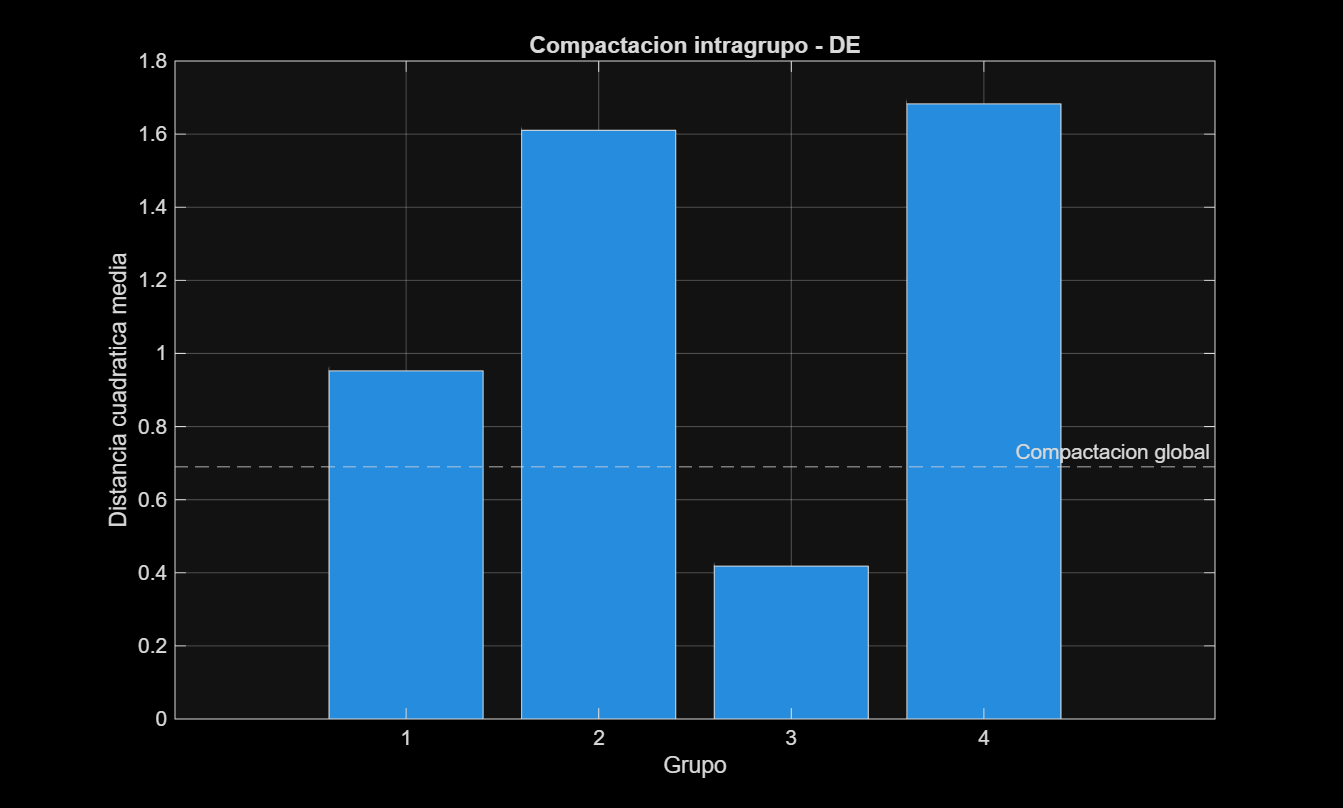 Compactacion intragrupo - DE
1.8
1.6
1.4
1.2
1
0.8
0.6
0.4
0.2
0
Distancia cuadratica media
Compactacion global
1 2 3 4
Grupo